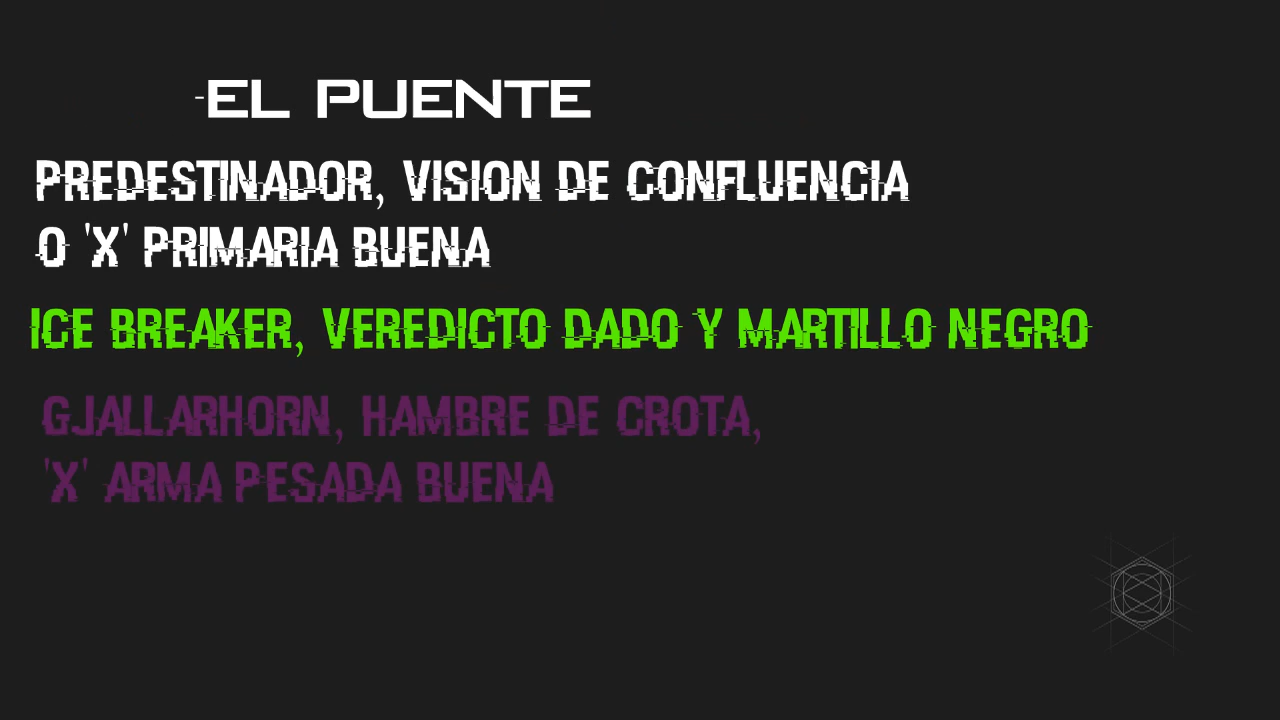 -EL PUENTE
PREDESTINADOR, VISION DE CONFLUENCIA
O 'X' PRIMARIA BUENA
ICE BREAKER, VEREDICTO DADO Y MARTILLO NEGRO
GJALLARHORN, HAMBRE DE CROTA,
'X' ARMA PESADA BUENA